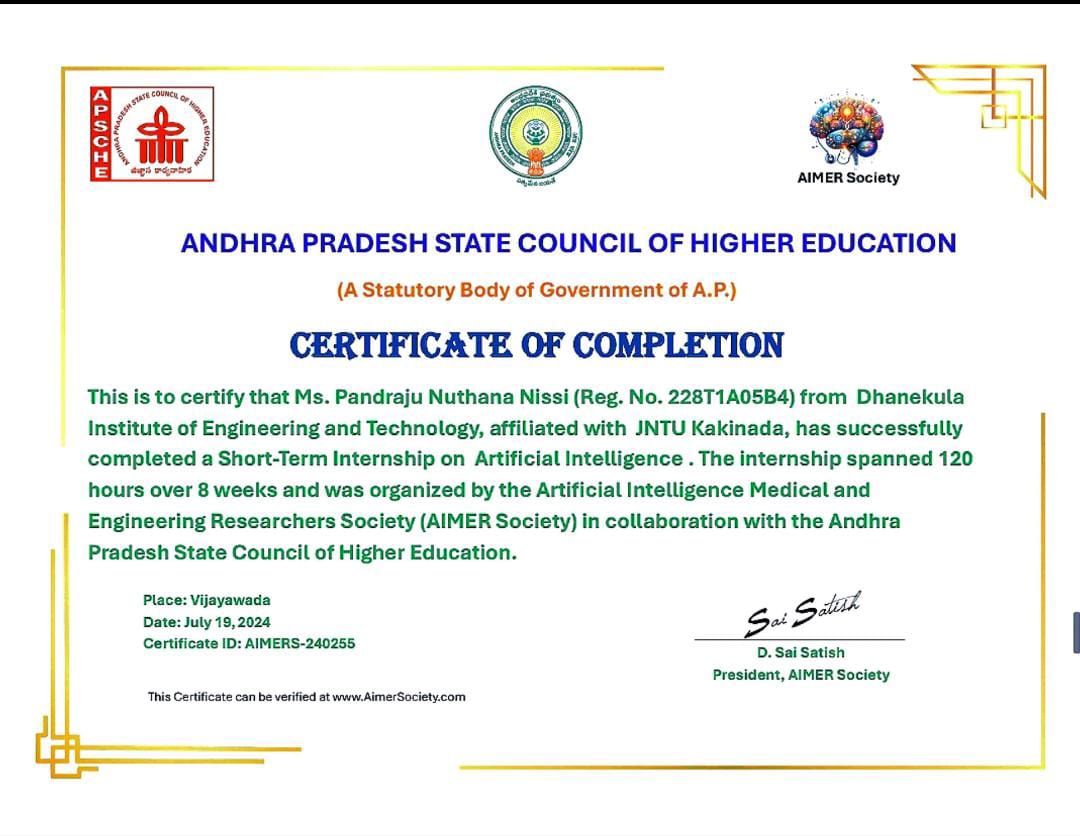 APSCHE
ANDHRA PRADESH STATE COUNCIL OF HIGHER EDUCATION
AIMER Society
ANDHRA PRADESH STATE COUNCIL OF HIGHER EDUCATION
(A Statutory Body of Government of A.P.)
CERTIFICATE OF COMPLETION
This is to certify that Ms. Pandraju Nuthana Nissi (Reg. No. 228T1A05B4) from Dhanekula
Institute of Engineering and Technology, affiliated with JNTU Kakinada, has successfully
completed a Short-Term Internship on Artificial Intelligence . The internship spanned 120
hours over 8 weeks and was organized by the Artificial Intelligence Medical and
Engineering Researchers Society (AIMER Society) in collaboration with the Andhra
Pradesh State Council of Higher Education.
Place: Vijayawada
Date: July 19, 2024
Certificate ID: AIMERS-240255
Sai Satish
D. Sai Satish
President, AIMER Society
This Certificate can be verified at www.AimerSociety.com